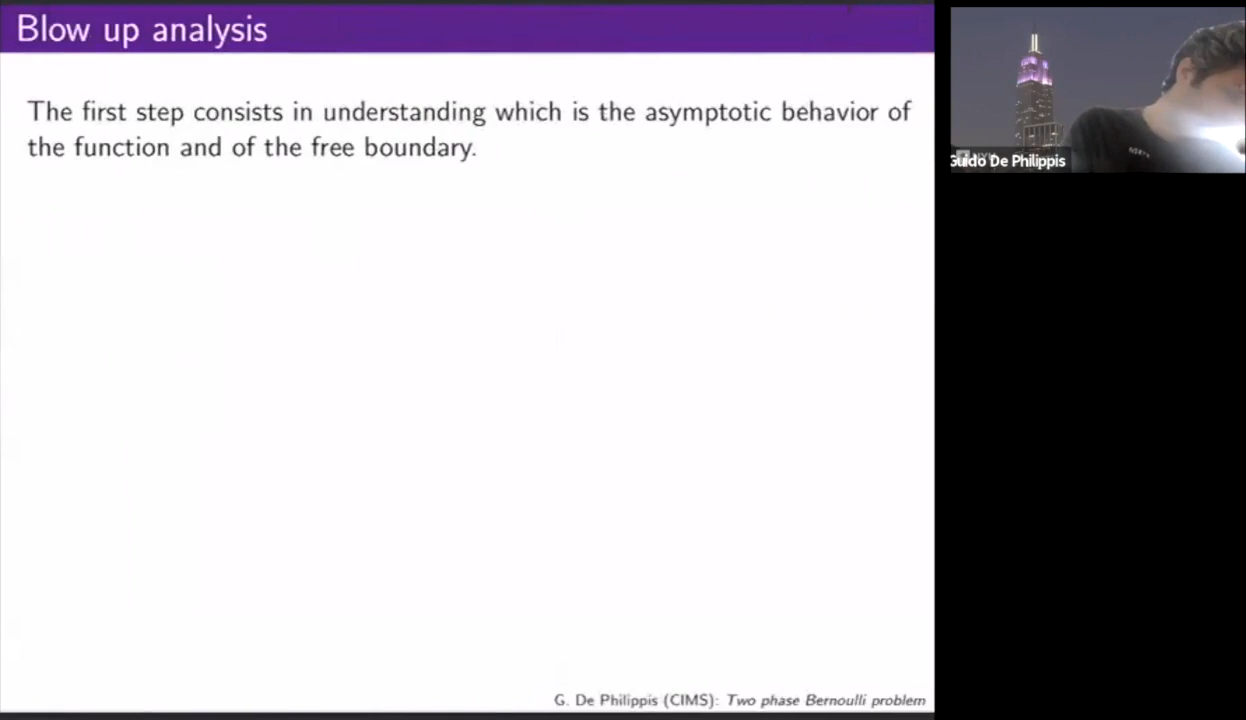 Blow up analysis
The first step consists in understanding which is the asymptotic behavior of
the function and of the free boundary.
Guido De Philippis
G. De Philippis (CIMS): Two phase Bernoulli problem